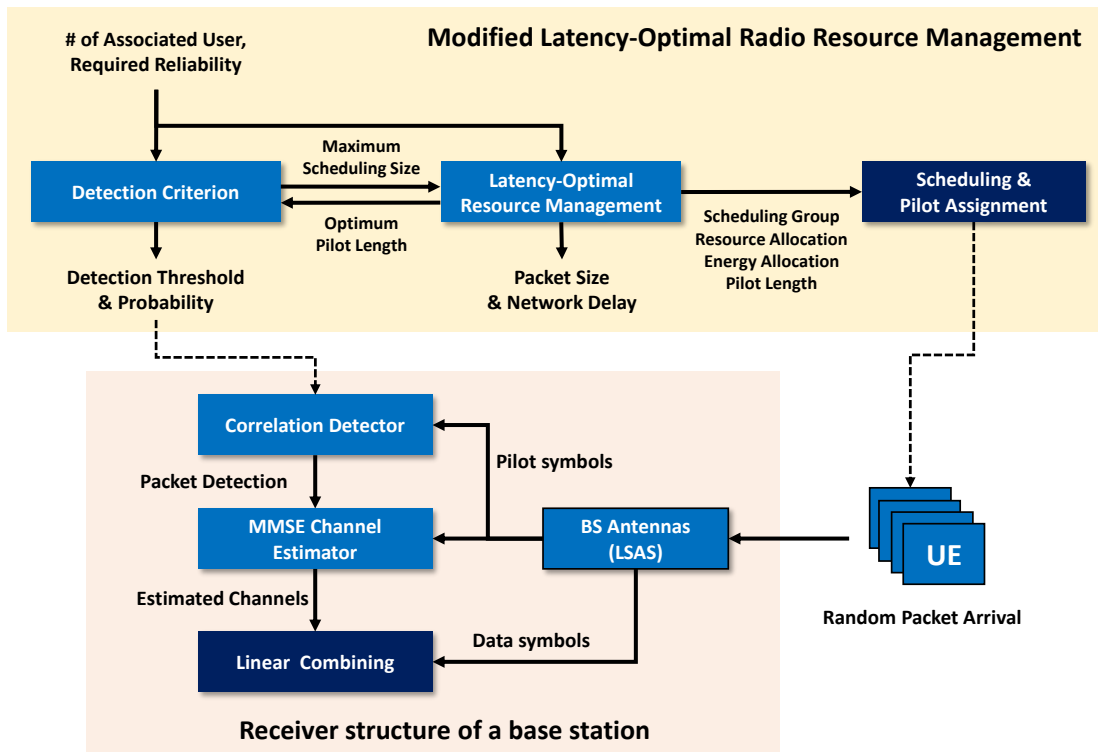 # of Associated User,
Required Reliability
Modified Latency-Optimal Radio Resource Management
Maximum
Scheduling Size
Detection Criterion
Latency-Optimal
Resource Management
Scheduling &
Pilot Assignment
Optimum
Pilot Length
Scheduling Group
Resource Allocation
Energy Allocation
Pilot Length
Detection Threshold
& Probability
Packet Size
& Network Delay
Correlation Detector
Pilot symbols
Packet Detection
MMSE Channel
Estimator
BS Antennas
(LSAS)
UE
Estimated Channels
Random Packet Arrival
Data symbols
Linear Combining
Receiver structure of a base station